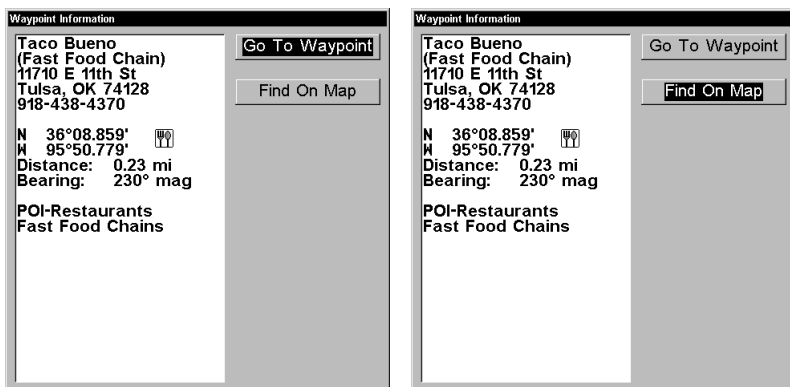 Waypoint Information
Taco Bueno
(Fast Food Chain)
11710 E 11th St
Tulsa, OK 74128
918-438-4370
N 36°08.859'
W 95°50.779'
Distance: 0.23 mi
Bearing: 230° mag
POI-Restaurants
Fast Food Chains
Go To Waypoint
Find On Map
Waypoint Information
Taco Bueno
(Fast Food Chain)
11710 E 11th St
Tulsa, OK 74128
918-438-4370
N 36°08.859'
W 95°50.779'
Distance: 0.23 mi
Bearing: 230° mag
POI-Restaurants
Fast Food Chains
Go To Waypoint
Find On Map